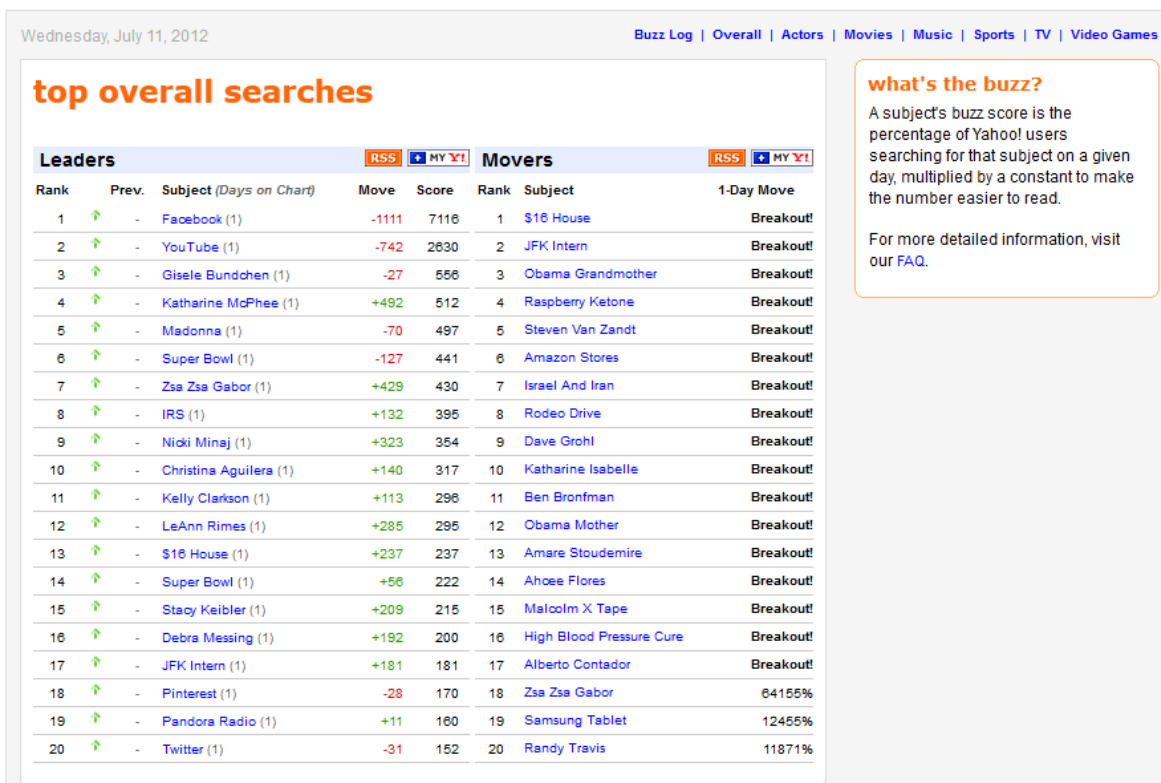 Wednesday, July 11, 2012
Buzz Log | Overall | Actors | Movies | Music | Sports | TV | Video Games
top overall searches
Leaders RSS + MY Y!
Rank Prev. Subject (Days on Chart) Move Score
1 - Facebook (1) -1111 7116
2 - YouTube (1) -742 2630
3 - Gisele Bundchen (1) -27 556
4 - Katharine McPhee (1) +492 512
5 - Madonna (1) -70 497
6 - Super Bowl (1) -127 441
7 - Zsa Zsa Gabor (1) +429 430
8 - IRS (1) +132 395
9 - Nicki Minaj (1) +323 354
10 - Christina Aguilera (1) +140 317
11 - Kelly Clarkson (1) +113 296
12 - LeAnn Rimes (1) +285 295
13 - $16 House (1) +237 237
14 - Super Bowl (1) +56 222
15 - Stacy Keibler (1) +209 215
16 - Debra Messing (1) +192 200
17 - JFK Intern (1) +181 181
18 - Pinterest (1) -28 170
19 - Pandora Radio (1) +11 160
20 - Twitter (1) -31 152
Movers RSS + MY Y!
Rank Subject 1-Day Move
1 $16 House Breakout!
2 JFK Intern Breakout!
3 Obama Grandmother Breakout!
4 Raspberry Ketone Breakout!
5 Steven Van Zandt Breakout!
6 Amazon Stores Breakout!
7 Israel And Iran Breakout!
8 Rodeo Drive Breakout!
9 Dave Grohl Breakout!
10 Katharine Isabelle Breakout!
11 Ben Bronfman Breakout!
12 Obama Mother Breakout!
13 Amare Stoudemire Breakout!
14 Ahcee Flores Breakout!
15 Malcolm X Tape Breakout!
16 High Blood Pressure Cure Breakout!
17 Alberto Contador Breakout!
18 Zsa Zsa Gabor 64155%
19 Samsung Tablet 12455%
20 Randy Travis 11871%
what's the buzz?
A subject's buzz score is the
percentage of Yahoo! users
searching for that subject on a given
day, multiplied by a constant to make
the number easier to read.
For more detailed information, visit
our FAQ.